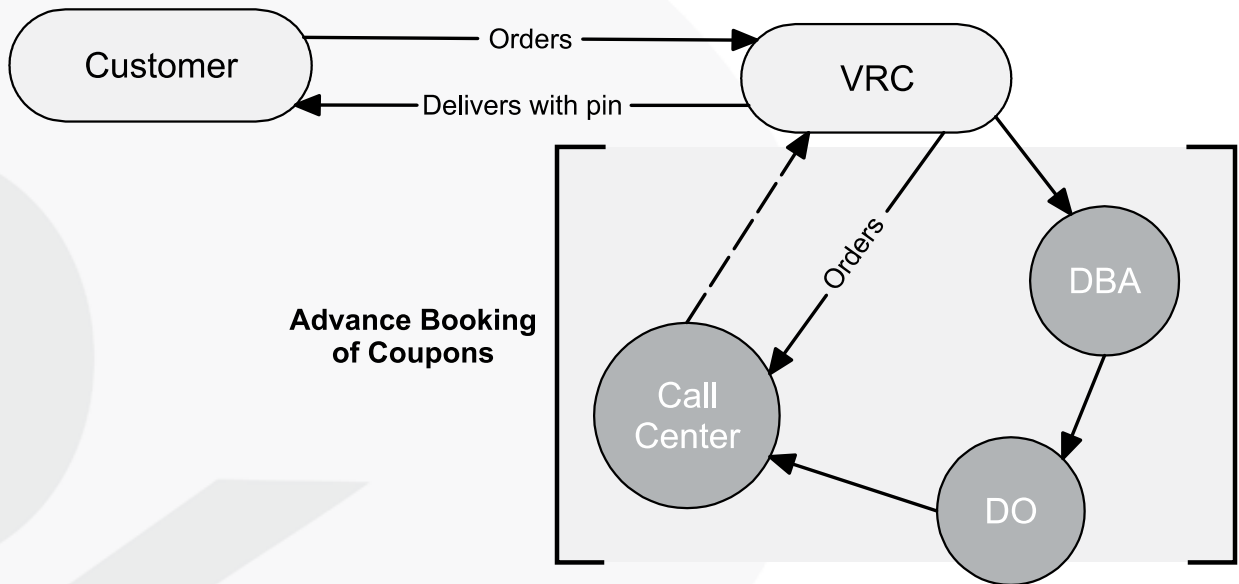 Customer
Orders
VRC
Delivers with pin
Orders
DBA
Advance Booking
of Coupons
Call
Center
DO